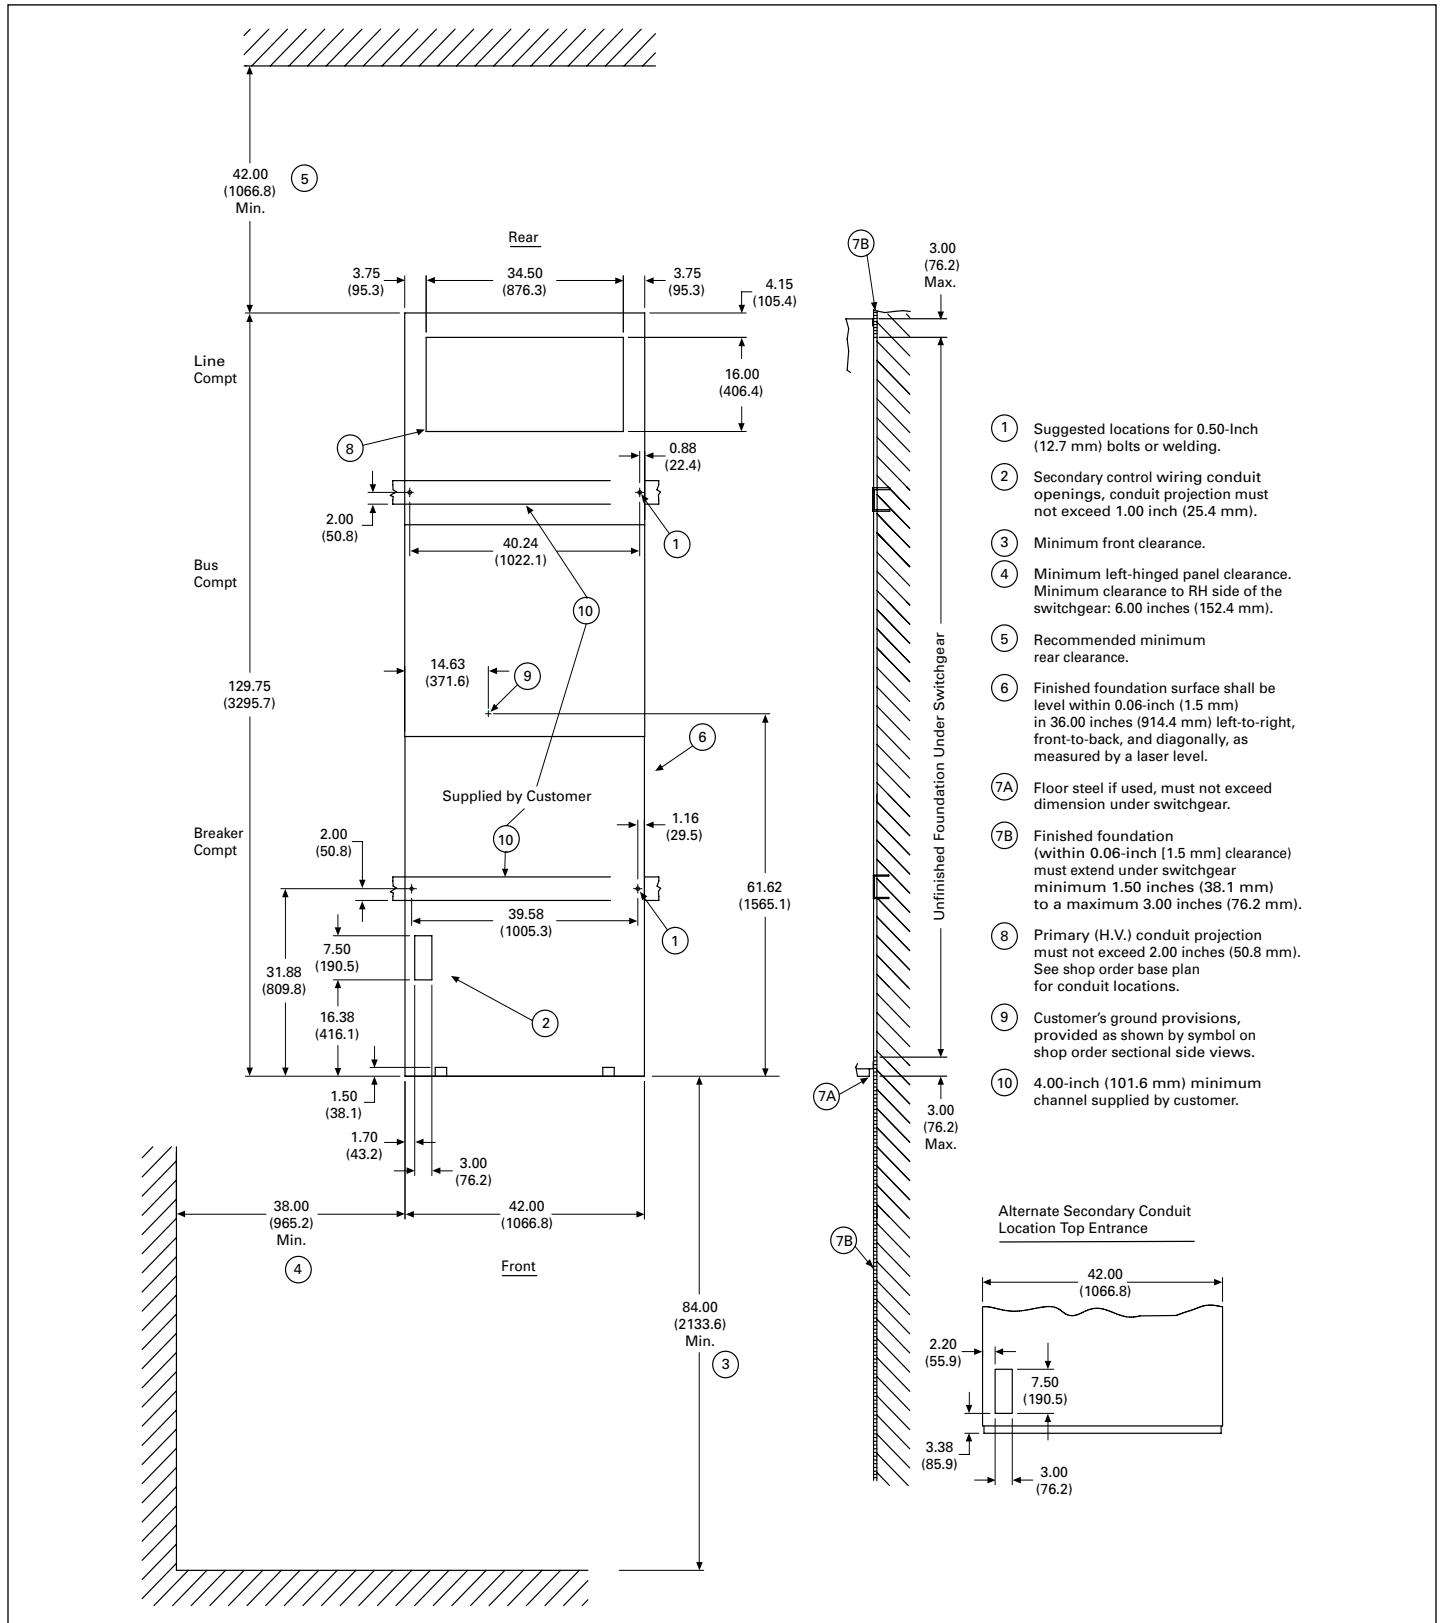 42.00
(1066.8)
Min.
5
Rear
3.75
(95.3)
34.50
(876.3)
3.75
(95.3)
4.15
(105.4)
Line
Compt
16.00
(406.4)
8
0.88
(22.4)
2.00
(50.8)
40.24
(1022.1)
1
Bus
Compt
10
14.63
(371.6)
9
129.75
(3295.7)
6
Supplied by Customer
Breaker
Compt
2.00
(50.8)
10
1.16
(29.5)
61.62
(1565.1)
39.58
(1005.3)
1
7.50
(190.5)
31.88
(809.8)
16.38
(416.1)
2
1.50
(38.1)
1.70
(43.2)
3.00
(76.2)
38.00
(965.2)
Min.
4
42.00
(1066.8)
Front
84.00
(2133.6)
Min.
3
7B
3.00
(76.2)
Max.
Unfinished Foundation Under Switchgear
7A
3.00
(76.2)
Max.
7B
1 Suggested locations for 0.50-Inch
(12.7 mm) bolts or welding.
2 Secondary control wiring conduit
openings, conduit projection must
not exceed 1.00 inch (25.4 mm).
3 Minimum front clearance.
4 Minimum left-hinged panel clearance.
Minimum clearance to RH side of the
switchgear: 6.00 inches (152.4 mm).
5 Recommended minimum
rear clearance.
6 Finished foundation surface shall be
level within 0.06-inch (1.5 mm)
in 36.00 inches (914.4 mm) left-to-right,
front-to-back, and diagonally, as
measured by a laser level.
7A Floor steel if used, must not exceed
dimension under switchgear.
7B Finished foundation
(within 0.06-inch [1.5 mm] clearance)
must extend under switchgear
minimum 1.50 inches (38.1 mm)
to a maximum 3.00 inches (76.2 mm).
8 Primary (H.V.) conduit projection
must not exceed 2.00 inches (50.8 mm).
See shop order base plan
for conduit locations.
9 Customer's ground provisions,
provided as shown by symbol on
shop order sectional side views.
10 4.00-inch (101.6 mm) minimum
channel supplied by customer.
Alternate Secondary Conduit
Location Top Entrance
42.00
(1066.8)
2.20
(55.9)
7.50
(190.5)
3.38
(85.9)
3.00
(76.2)